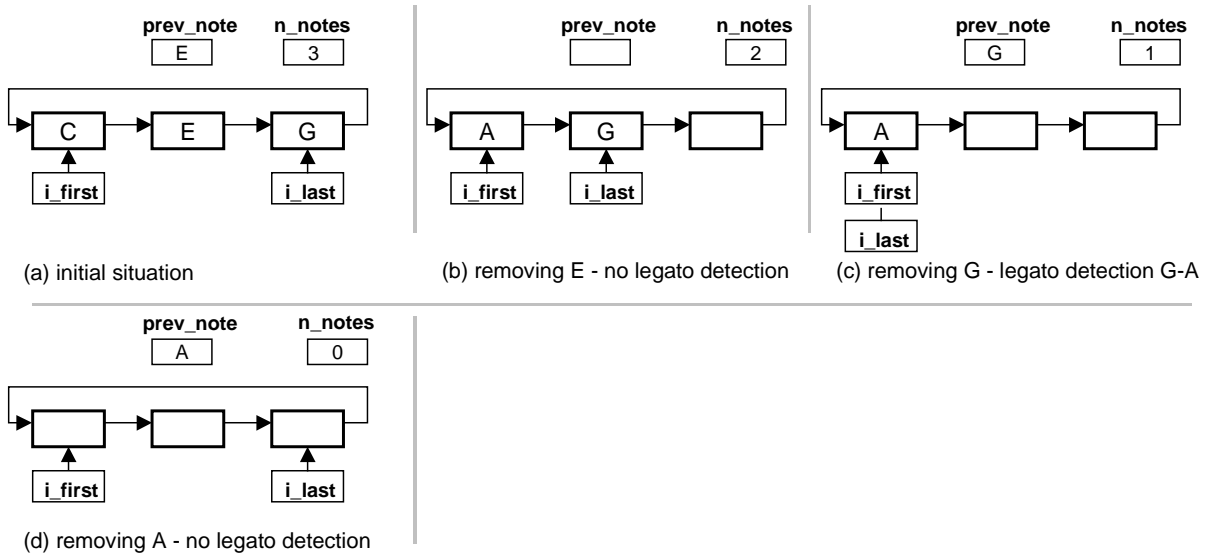 prev_note n_notes
E 3
C E G
i_first i_last
(a) initial situation
prev_note n_notes
2
A G
i_first i_last
(b) removing E - no legato detection
prev_note n_notes
G 1
A
i_first
i_last
(c) removing G - legato detection G-A
prev_note n_notes
A 0
i_first i_last
(d) removing A - no legato detection